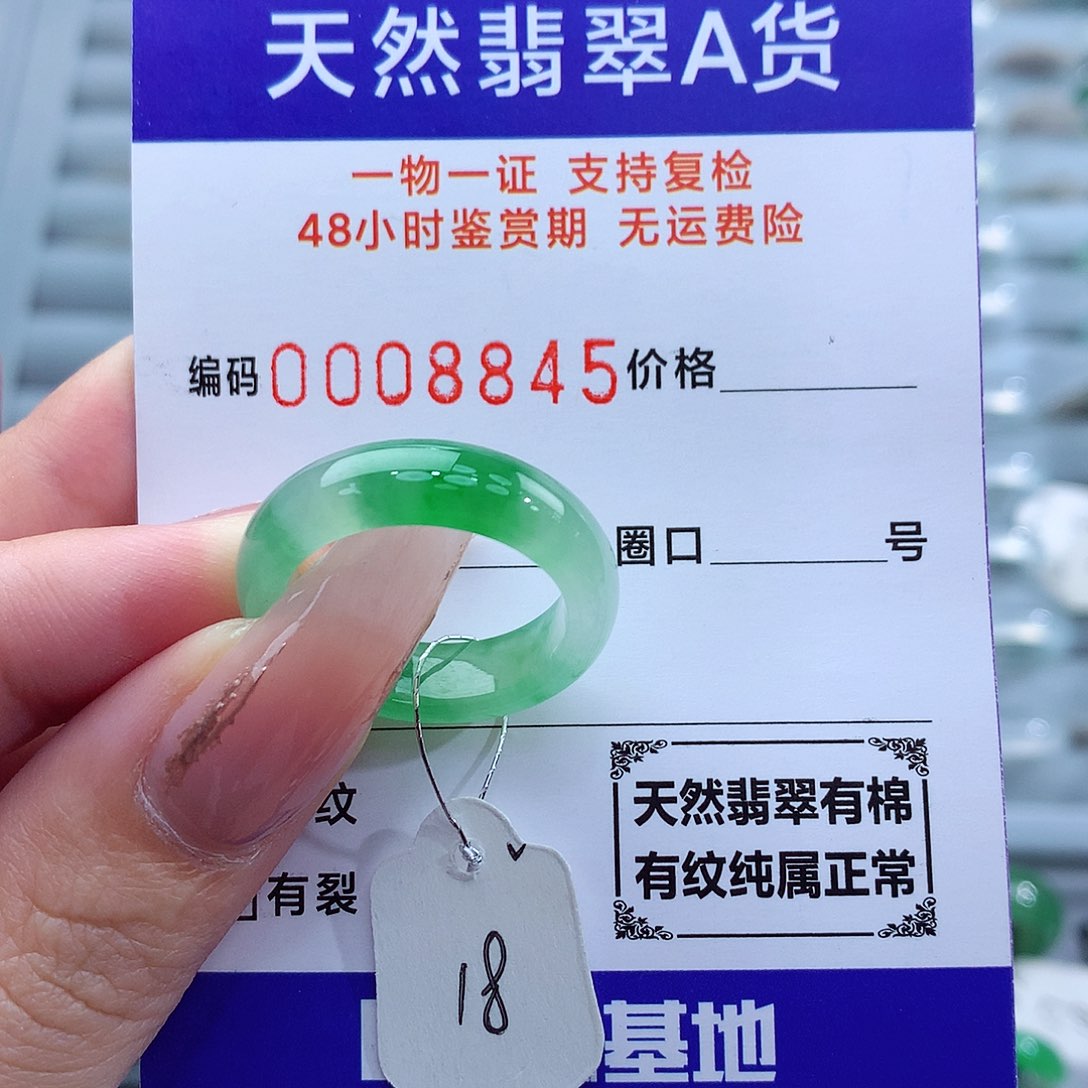 天然翡翠A货
一物一证 支持复检
48小时鉴赏期 无运费险
编码0008845价格
圈口 号
纹
有裂
天然翡翠有棉
有纹纯属正常
18
基地